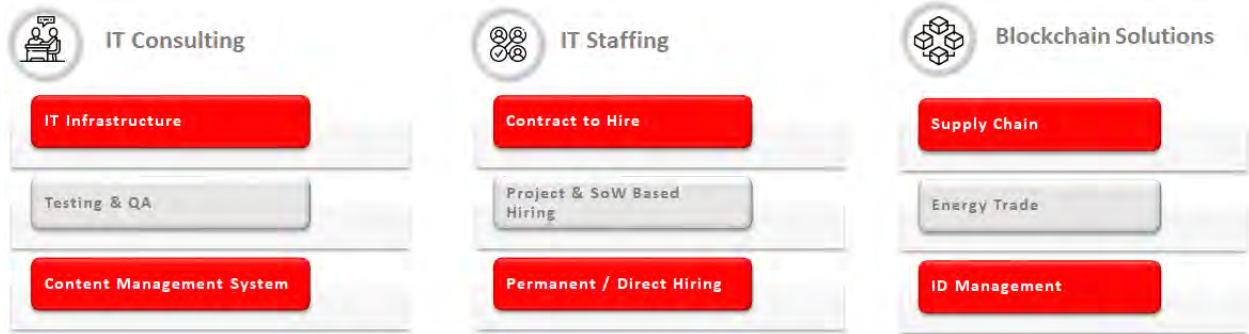 IT Consulting
IT Infrastructure
Testing & QA
Content Management System
IT Staffing
Contract to Hire
Project & SoW Based
Hiring
Permanent / Direct Hiring
Blockchain Solutions
Supply Chain
Energy Trade
ID Management